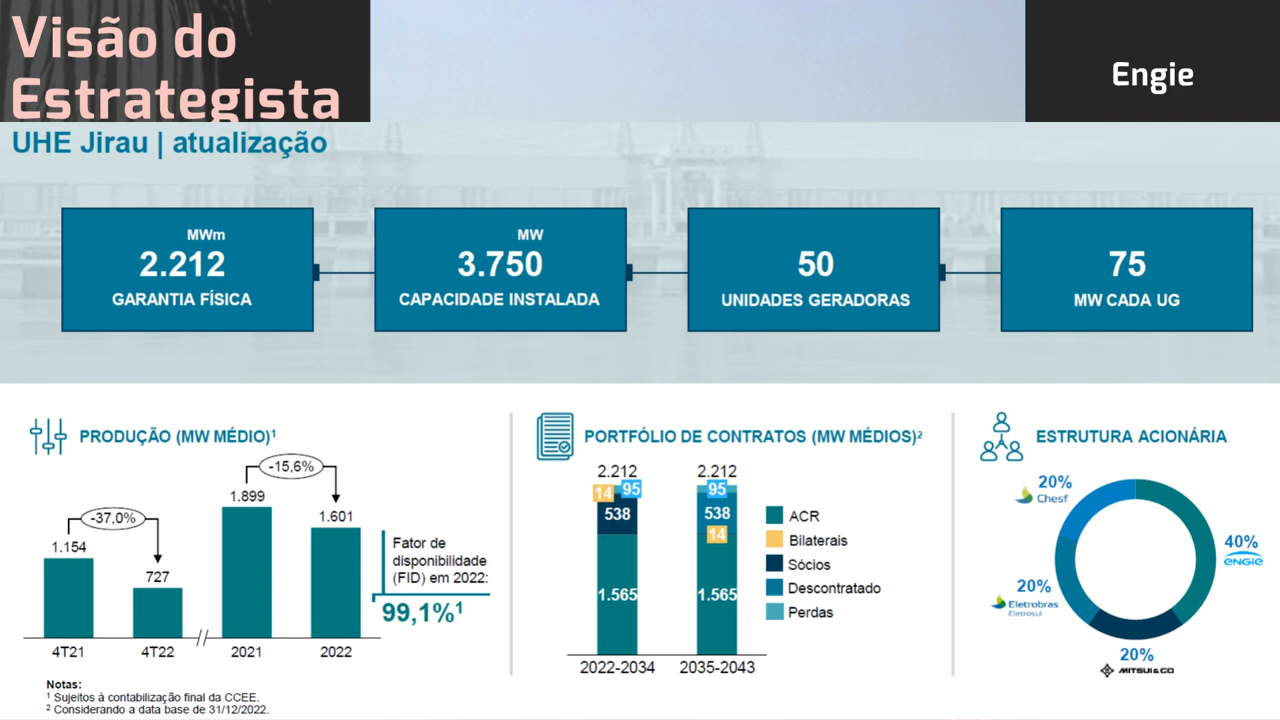 Visão do
Estrategista
Engie
UHE Jirau | atualização
MWm
2.212
GARANTIA FÍSICA
MW
3.750
CAPACIDADE INSTALADA
50
UNIDADES GERADORAS
75
MW CADA UG
PRODUÇÃO (MW MÉDIO)¹
-15,6%
1.899
1.601
-37,0%
1.154
727
4T21
4T22
2021
2022
Fator de
disponibilidade
(FID) em 2022:
99,1%¹
Notas:
¹ Sujeitos à contabilização final da CCEE.
² Considerando a data base de 31/12/2022.
PORTFÓLIO DE CONTRATOS (MW MÉDIOS)²
2.212
14
95
538
1.565
2022-2034
2.212
95
538
14
1.565
2035-2043
ACR
Bilaterais
Sócios
Descontratado
Perdas
ESTRUTURA ACIONÁRIA
20%
Chesf
40%
ENGIE
20%
Eletrobras
Eletrosul
20%
MITSUI&CO